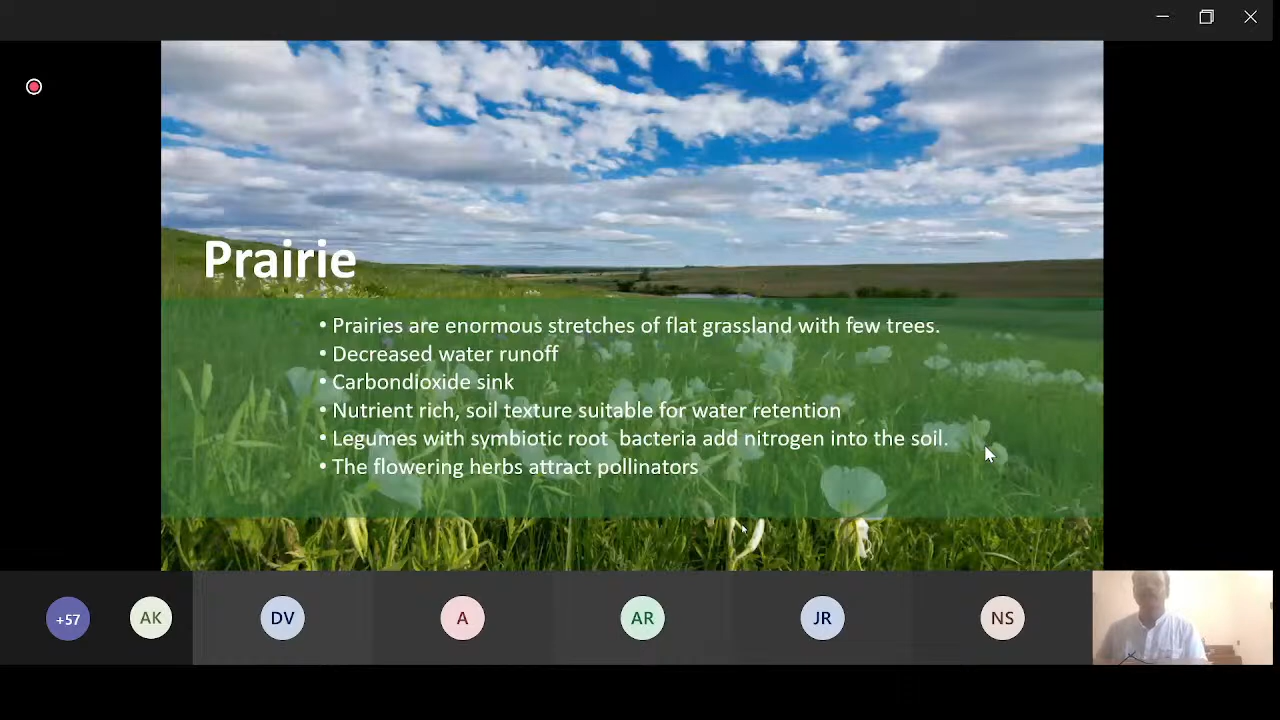 Prairie
• Prairies are enormous stretches of flat grassland with few trees.
• Decreased water runoff
• Carbondioxide sink
• Nutrient rich, soil texture suitable for water retention
• Legumes with symbiotic root  bacteria add nitrogen into the soil.
• The flowering herbs attract pollinators
+57
AK
DV
A
AR
JR
NS